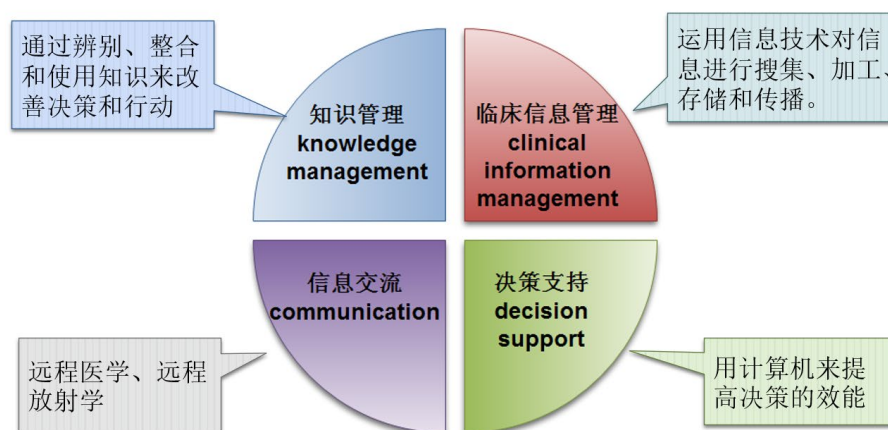 通过辨别、整合
和使用知识来改
善决策和行动
知识管理
knowledge
management
临床信息管理
clinical
information
management
运用信息技术对信
息进行搜集、加工、
存储和传播。
信息交流
communication
决策支持
decision
support
远程医学、远程
放射学
用计算机来提
高决策的效能